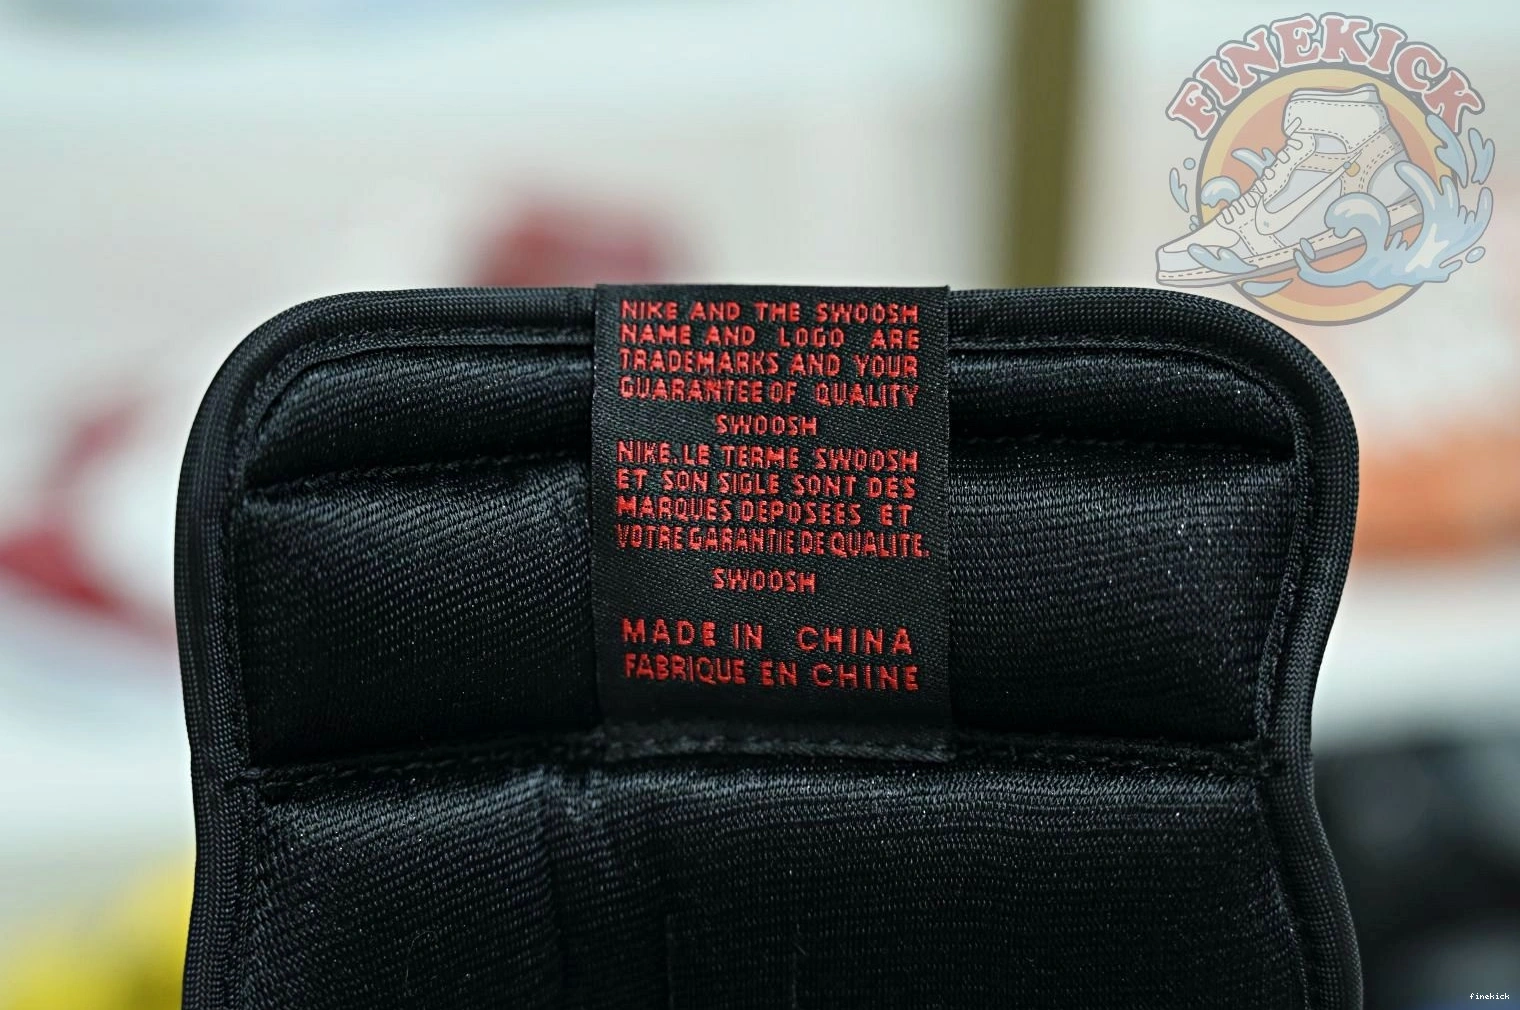 FINEKICK
NIKE AND THE SWOOSH
NAME AND LOGO ARE
TRADEMARKS AND YOUR
GUARANTEE OF QUALITY
SWOOSH
NIKE.LE TERME SWOOSH
ET SON SIGLE SONT DES
MARQUES DEPOSEES ET
VOTRE GARANTIE DE QUALITE.
SWOOSH
MADE IN CHINA
FABRIQUE EN CHINE
finekick